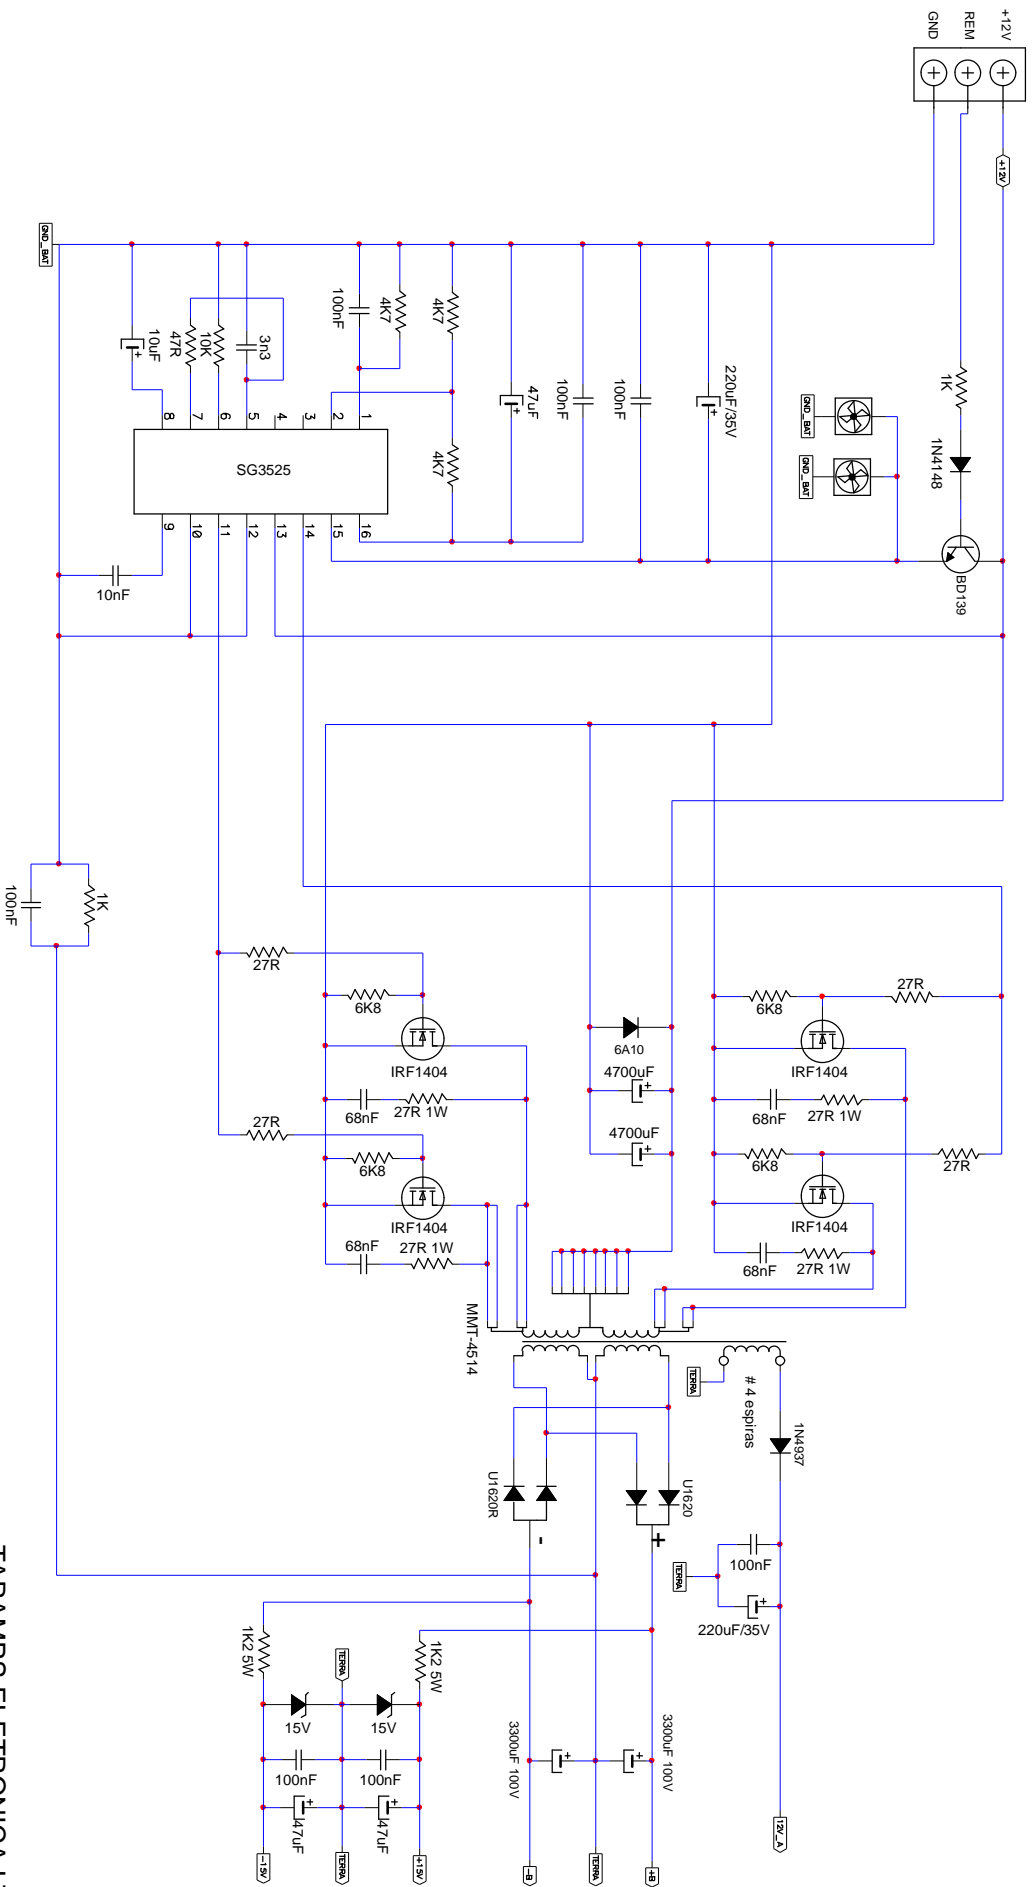 +12V
REM
GND
+12V
GND_BAT
1K
1N4148
BD139
GND_BAT
GND_BAT
220uF/35V
100nF
100nF
47uF
4K7
4K7
4K7
100nF
3n3
10K
47R
10uF
1
2
3
4
5
6
7
8
SG3525
16
15
14
13
12
11
10
9
10nF
1K
100nF
27R
6K8
IRF1404
68nF
27R 1W
27R
6K8
IRF1404
68nF
27R 1W
6A10
4700uF
4700uF
27R
6K8
IRF1404
68nF
27R 1W
6K8
27R
IRF1404
68nF
27R 1W
MMT-4514
TERRA
# 4 espiras
1N4937
U1620R
U1620
-
+
TERRA
100nF
220uF/35V
1K2 5W
TERRA
1K2 5W
15V
15V
100nF
100nF
47uF
47uF
3300uF 100V
3300uF 100V
-15V
TERRA
+15V
-B
TERRA
+B
12V_A